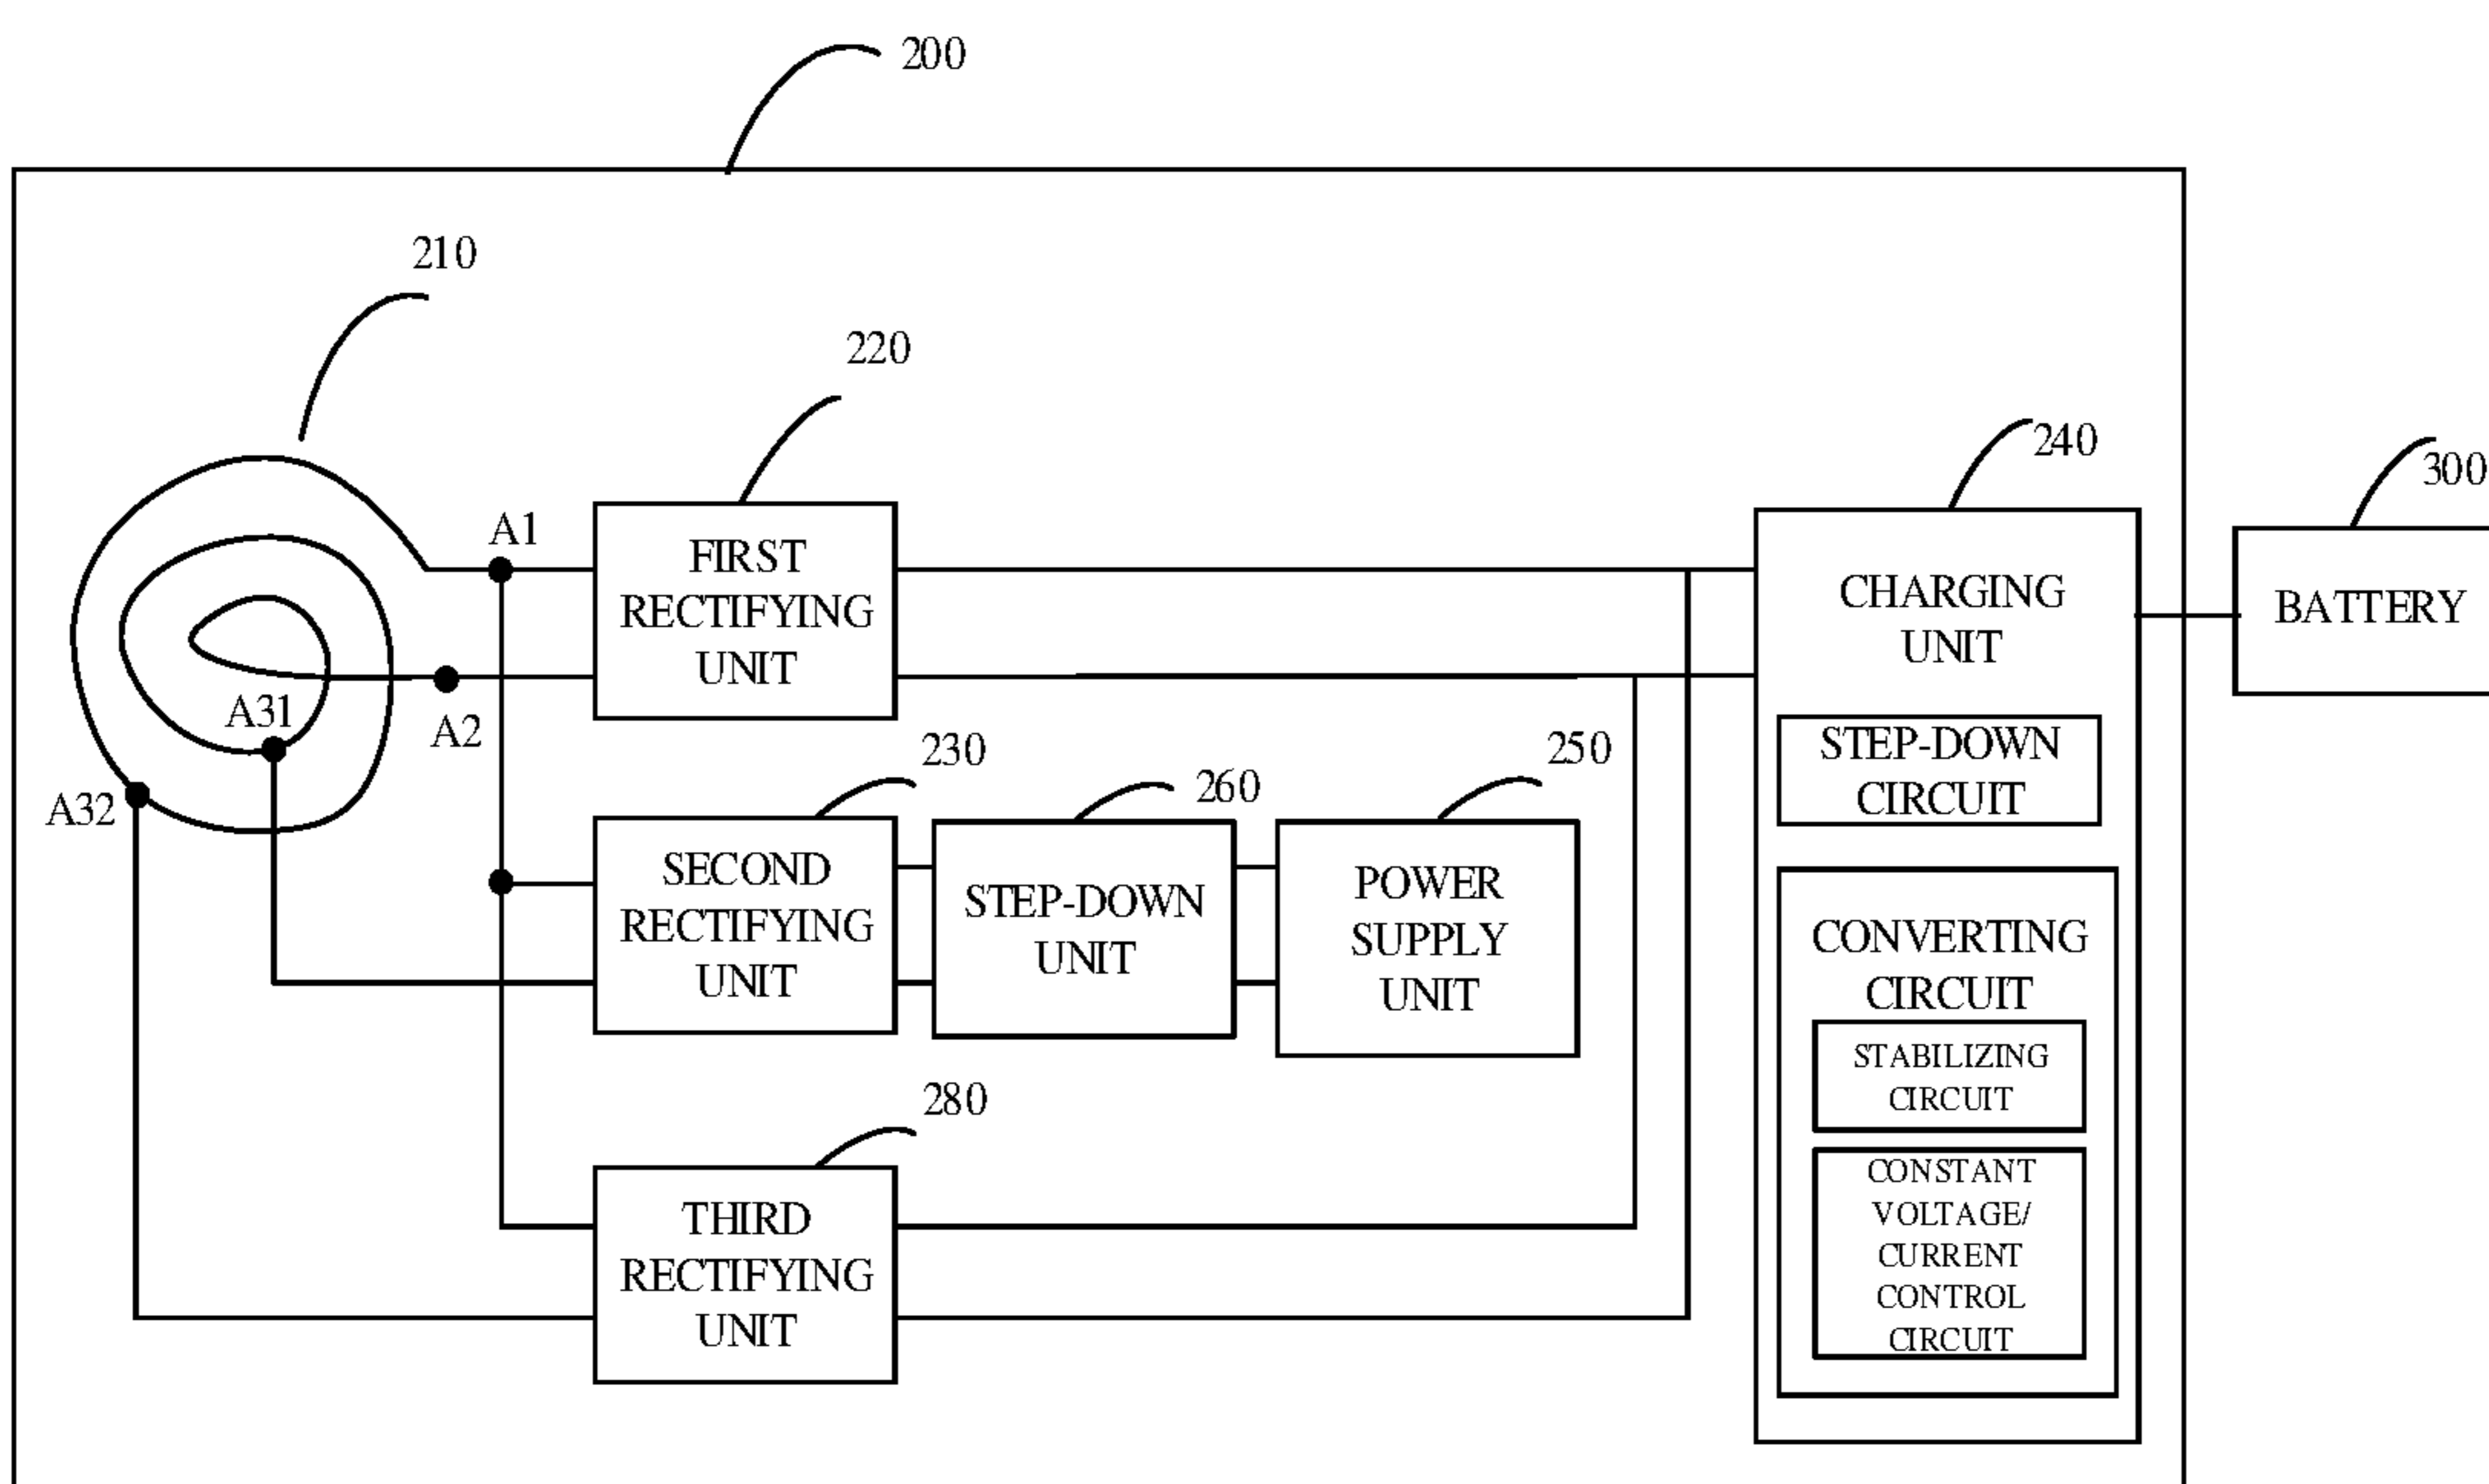 200
210
220
240
300
A1
FIRST
RECTIFYING
UNIT
CHARGING
UNIT
BATTERY
A31
A2
A32
230
260
250
STEP-DOWN
CIRCUIT
SECOND
RECTIFYING
UNIT
STEP-DOWN
UNIT
POWER
SUPPLY
UNIT
CONVERTING
CIRCUIT
STABILIZING
CIRCUIT
280
THIRD
RECTIFYING
UNIT
CONSTANT
VOLTAGE/
CURRENT
CONTROL
CIRCUIT